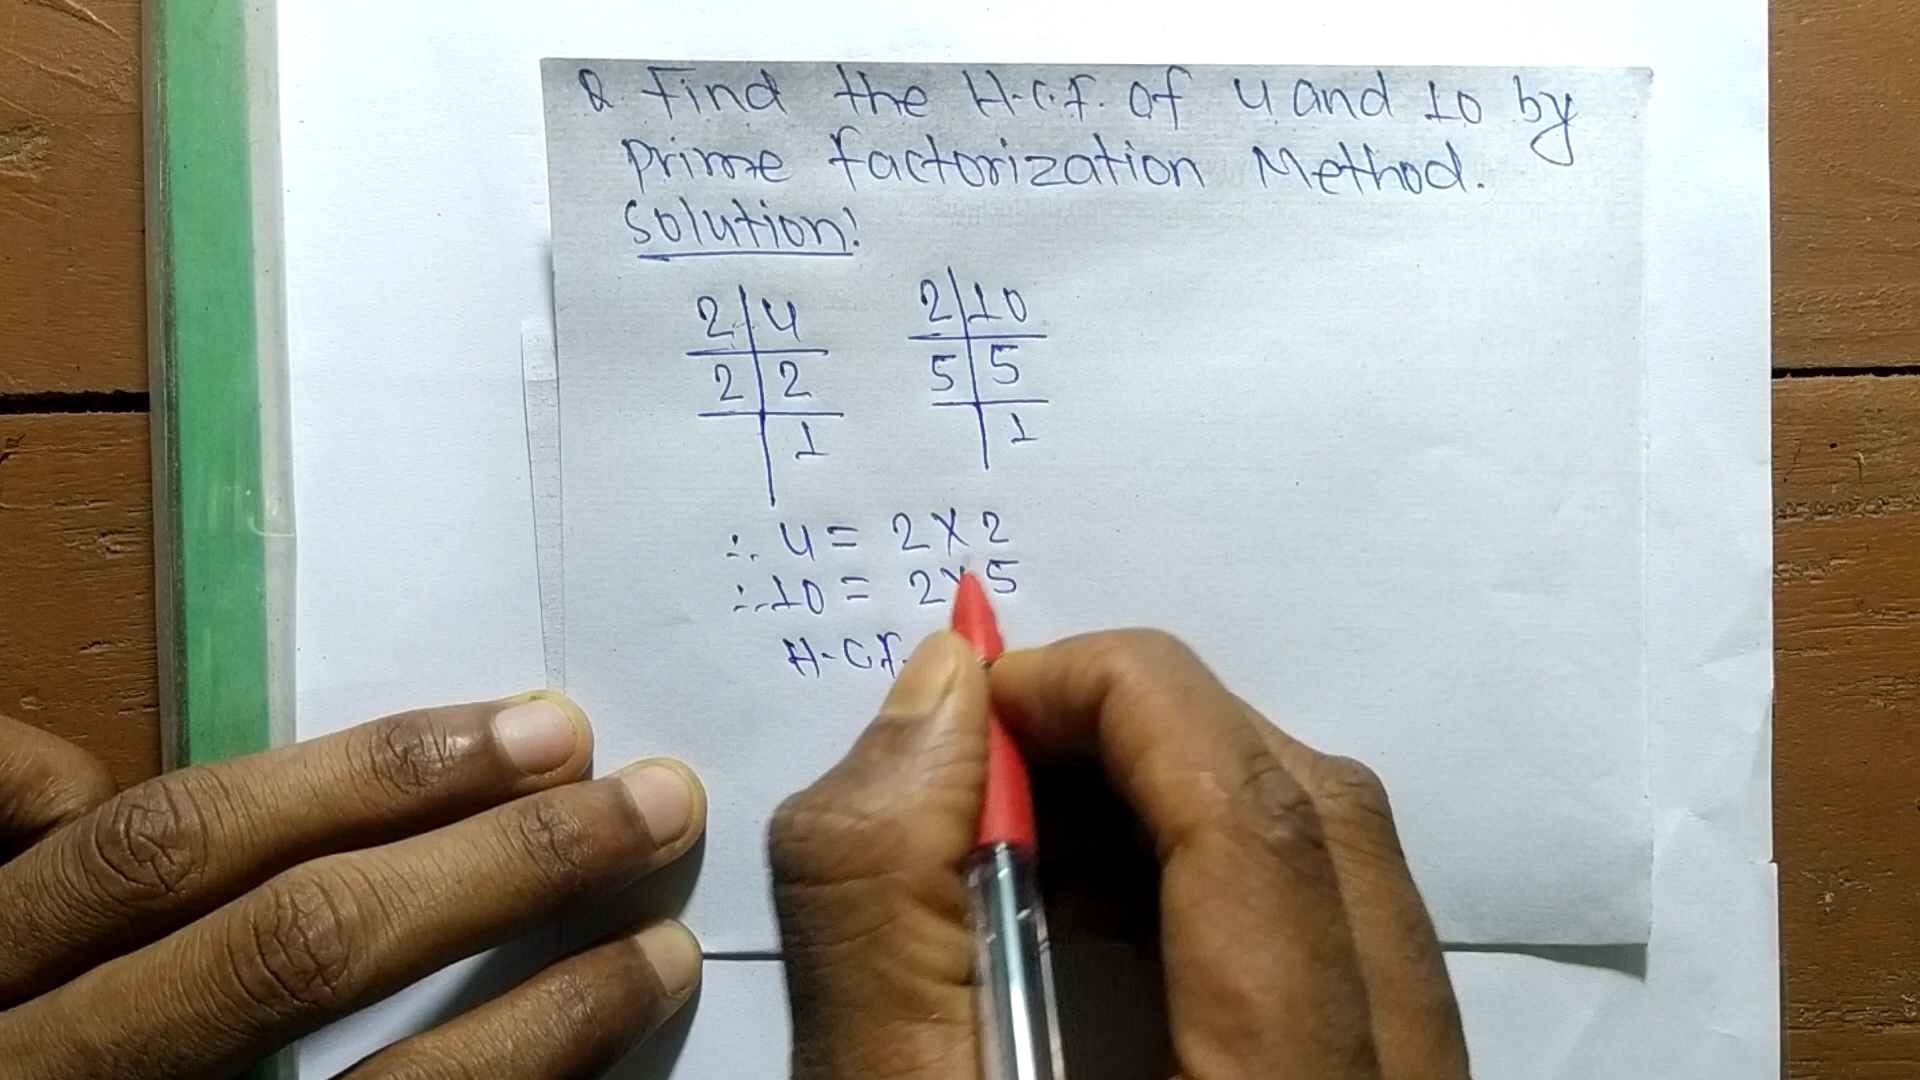 Q. Find the H.C.F. of 4 and 10 by
prime factorization Method.
Solution:
2 | 4    2 | 10
2 | 2    5 | 5
1    1
∴ 4 = 2 × 2
∴ 10 = 2 × 5
H.C.F.